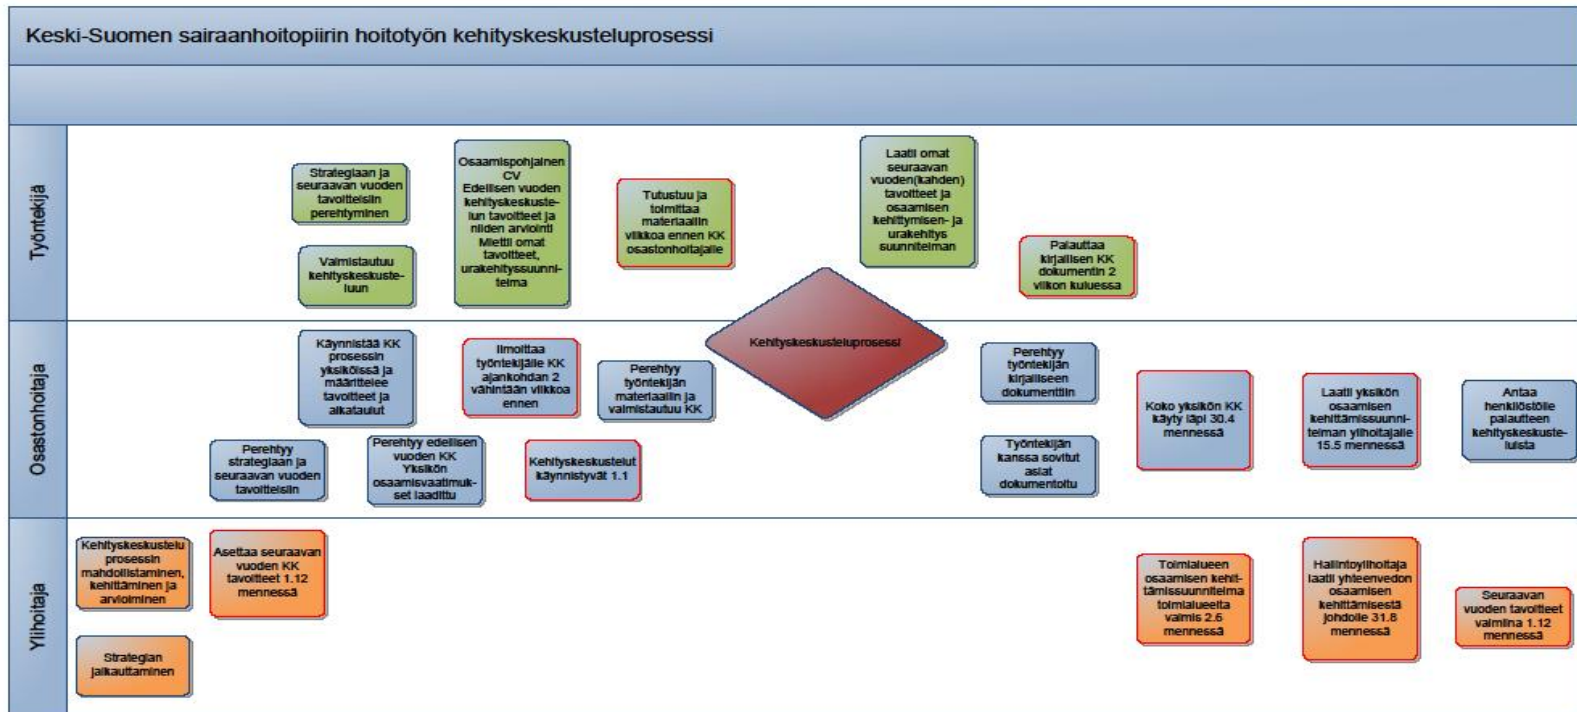 Keski-Suomen sairaanhoitopiirin hoitotyön kehityskeskusteluprosessi
Työntekijä
Strategiaan ja
seuraavan vuoden
tavoitteisiin
perehtyminen
Valmistautuu
kehityskeskuste-
luun
Osaamispohjainen
CV
Edellisen vuoden
kehityskeskuste-
lun tavoitteet ja
niiden arviointi
Miettii omat
tavoitteet,
urakehityssuunni-
telma
Tutustuu ja
toimittaa
materiaalin
viikkoa ennen KK
osastonhoitajalle
Laatii omat
seuraavan
vuoden(kahden)
tavoitteet ja
osaamisen
kehittymisen- ja
urakehitys
suunnitelman
Palauttaa
kirjallisen KK
dokumentin 2
viikon kuluessa
Kehityskeskusteluprosessi
Osastonhoitaja
Käynnistää KK
prosessin
yksiköissä ja
määrittelee
tavoitteet ja
aikataulut
Ilmoittaa
työntekijälle KK
ajankohdan 2
vähintään viikkoa
ennen
Perehtyy
työntekijän
materiaaliin ja
valmistautuu KK
Perehtyy
strategiaan ja
seuraavan vuoden
tavoitteisiin
Perehtyy edellisen
vuoden KK
Yksikön
osaamisvaatimuk-
set laadittu
Kehityskeskustelut
käynnistyvät 1.1
Perehtyy
työntekijän
kirjalliseen
dokumenttiin
Työntekijän
kanssa sovitut
asiat
dokumentoitu
Koko yksikön KK
käyty läpi 30.4
mennessä
Laatii yksikön
osaamisen
kehittämissuunni-
telman ylihoitajalle
15.5 mennessä
Antaa
henkilöstölle
palautteen
kehityskeskuste-
luista
Ylihoitaja
Kehityskeskustelu
prosessin
mahdollistaminen,
kehittäminen ja
arvioiminen
Strategian
jalkauttaminen
Asettaa seuraavan
vuoden KK
tavoitteet 1.12
mennessä
Toimialueen
osaamisen kehit-
tämissuunnitelma
toimialueelta
valmis 2.6
mennessä
Hallintoylihoitaja
laatii yhteenvedon
osaamisen
kehittämisestä
johdolle 31.8
mennessä
Seuraavan
vuoden tavoitteet
valmiina 1.12
mennessä